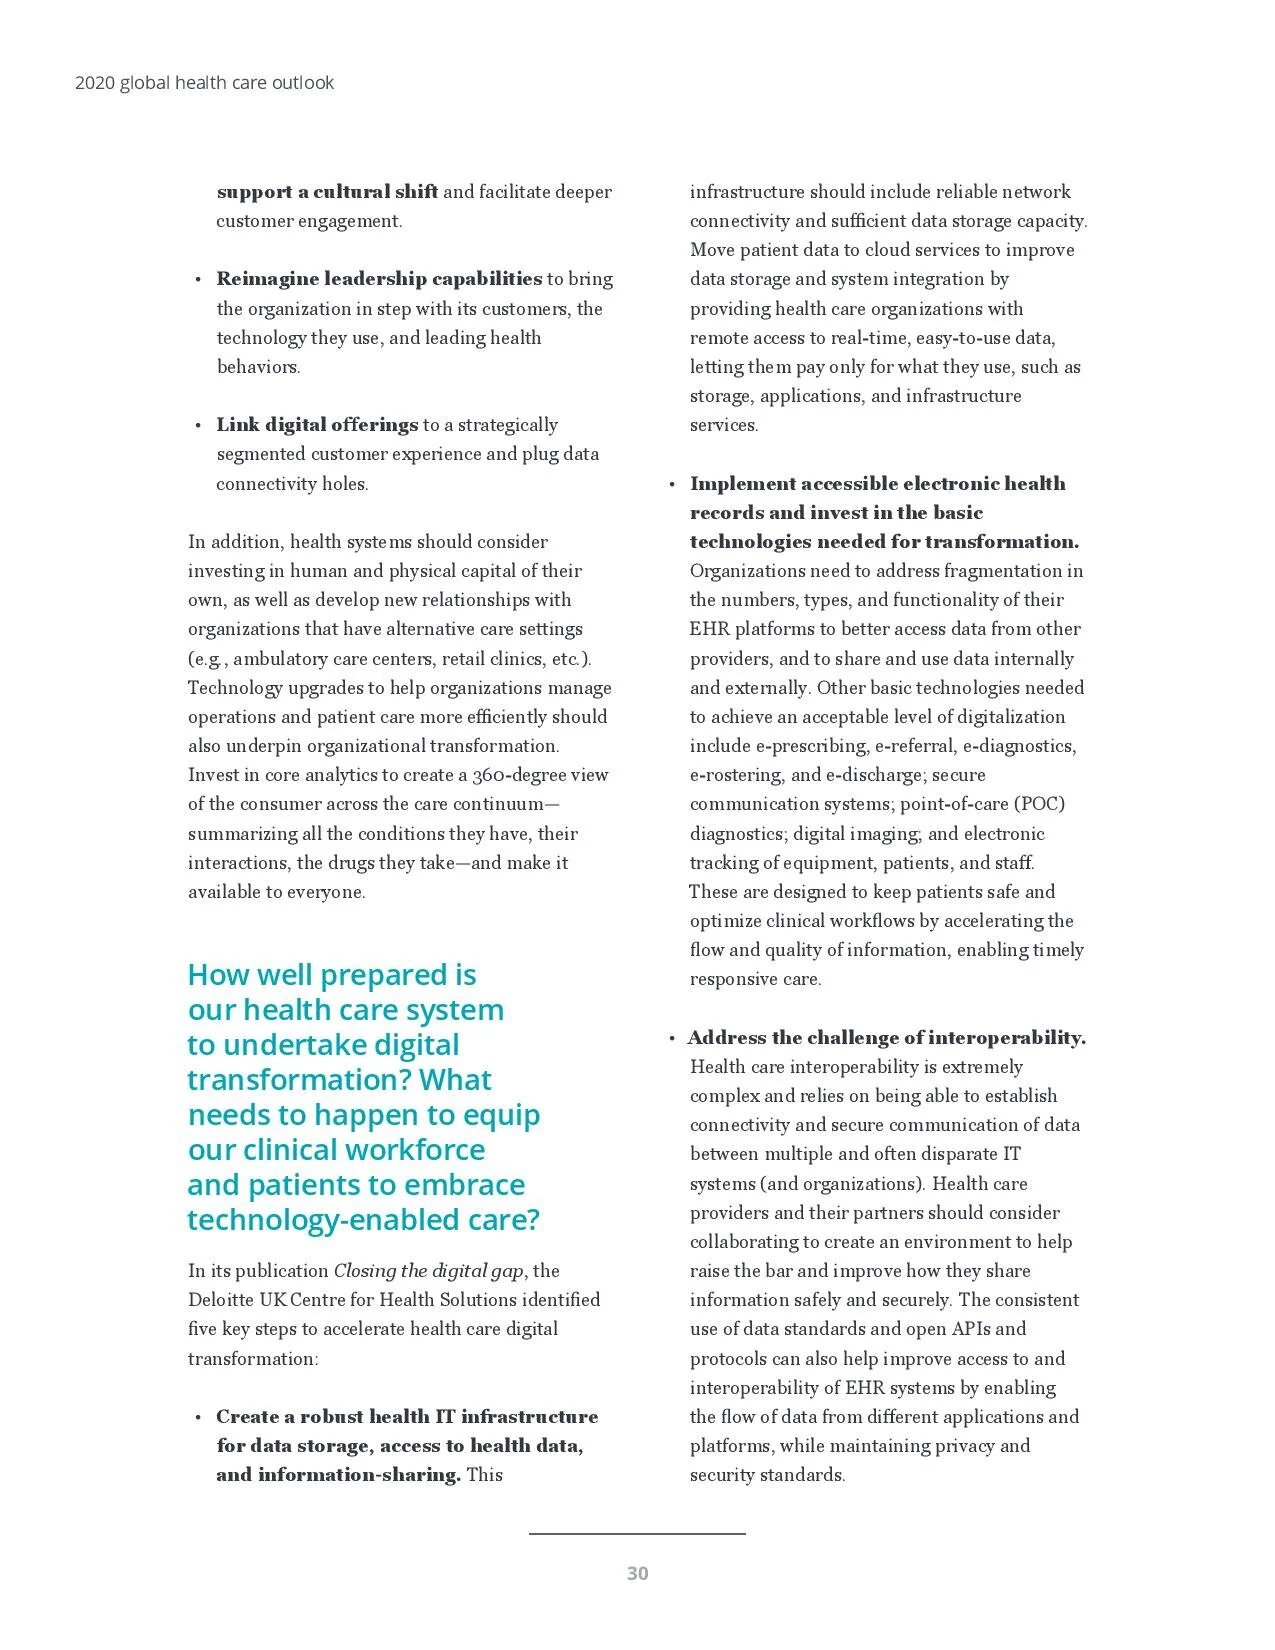 2020 global health care outlook
support a cultural shift and facilitate deeper
customer engagement.
• Reimagine leadership capabilities to bring
the organization in step with its customers, the
technology they use, and leading health
behaviors.
• Link digital offerings to a strategically
segmented customer experience and plug data
connectivity holes.
In addition, health systems should consider
investing in human and physical capital of their
own, as well as develop new relationships with
organizations that have alternative care settings
(e.g., ambulatory care centers, retail clinics, etc.).
Technology upgrades to help organizations manage
operations and patient care more efficiently should
also underpin organizational transformation.
Invest in core analytics to create a 360-degree view
of the consumer across the care continuum—
summarizing all the conditions they have, their
interactions, the drugs they take—and make it
available to everyone.
How well prepared is
our health care system
to undertake digital
transformation? What
needs to happen to equip
our clinical workforce
and patients to embrace
technology-enabled care?
In its publication Closing the digital gap, the
Deloitte UK Centre for Health Solutions identified
five key steps to accelerate health care digital
transformation:
• Create a robust health IT infrastructure
for data storage, access to health data,
and information-sharing. This
infrastructure should include reliable network
connectivity and sufficient data storage capacity.
Move patient data to cloud services to improve
data storage and system integration by
providing health care organizations with
remote access to real-time, easy-to-use data,
letting them pay only for what they use, such as
storage, applications, and infrastructure
services.
• Implement accessible electronic health
records and invest in the basic
technologies needed for transformation.
Organizations need to address fragmentation in
the numbers, types, and functionality of their
EHR platforms to better access data from other
providers, and to share and use data internally
and externally. Other basic technologies needed
to achieve an acceptable level of digitalization
include e-prescribing, e-referral, e-diagnostics,
e-rostering, and e-discharge; secure
communication systems; point-of-care (POC)
diagnostics; digital imaging; and electronic
tracking of equipment, patients, and staff.
These are designed to keep patients safe and
optimize clinical workflows by accelerating the
flow and quality of information, enabling timely
responsive care.
• Address the challenge of interoperability.
Health care interoperability is extremely
complex and relies on being able to establish
connectivity and secure communication of data
between multiple and often disparate IT
systems (and organizations). Health care
providers and their partners should consider
collaborating to create an environment to help
raise the bar and improve how they share
information safely and securely. The consistent
use of data standards and open APIs and
protocols can also help improve access to and
interoperability of EHR systems by enabling
the flow of data from different applications and
platforms, while maintaining privacy and
security standards.
30